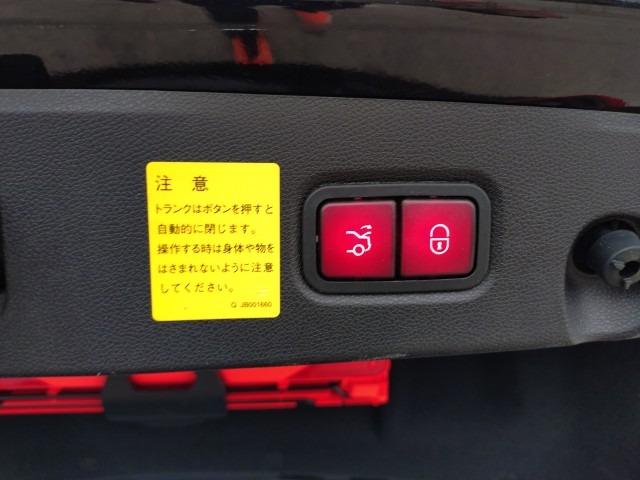 注 意
トランクはボタンを押すと
自動的に閉じます。
操作する時は身体や物を
はさまれないように注意
してください。
Q JB001660